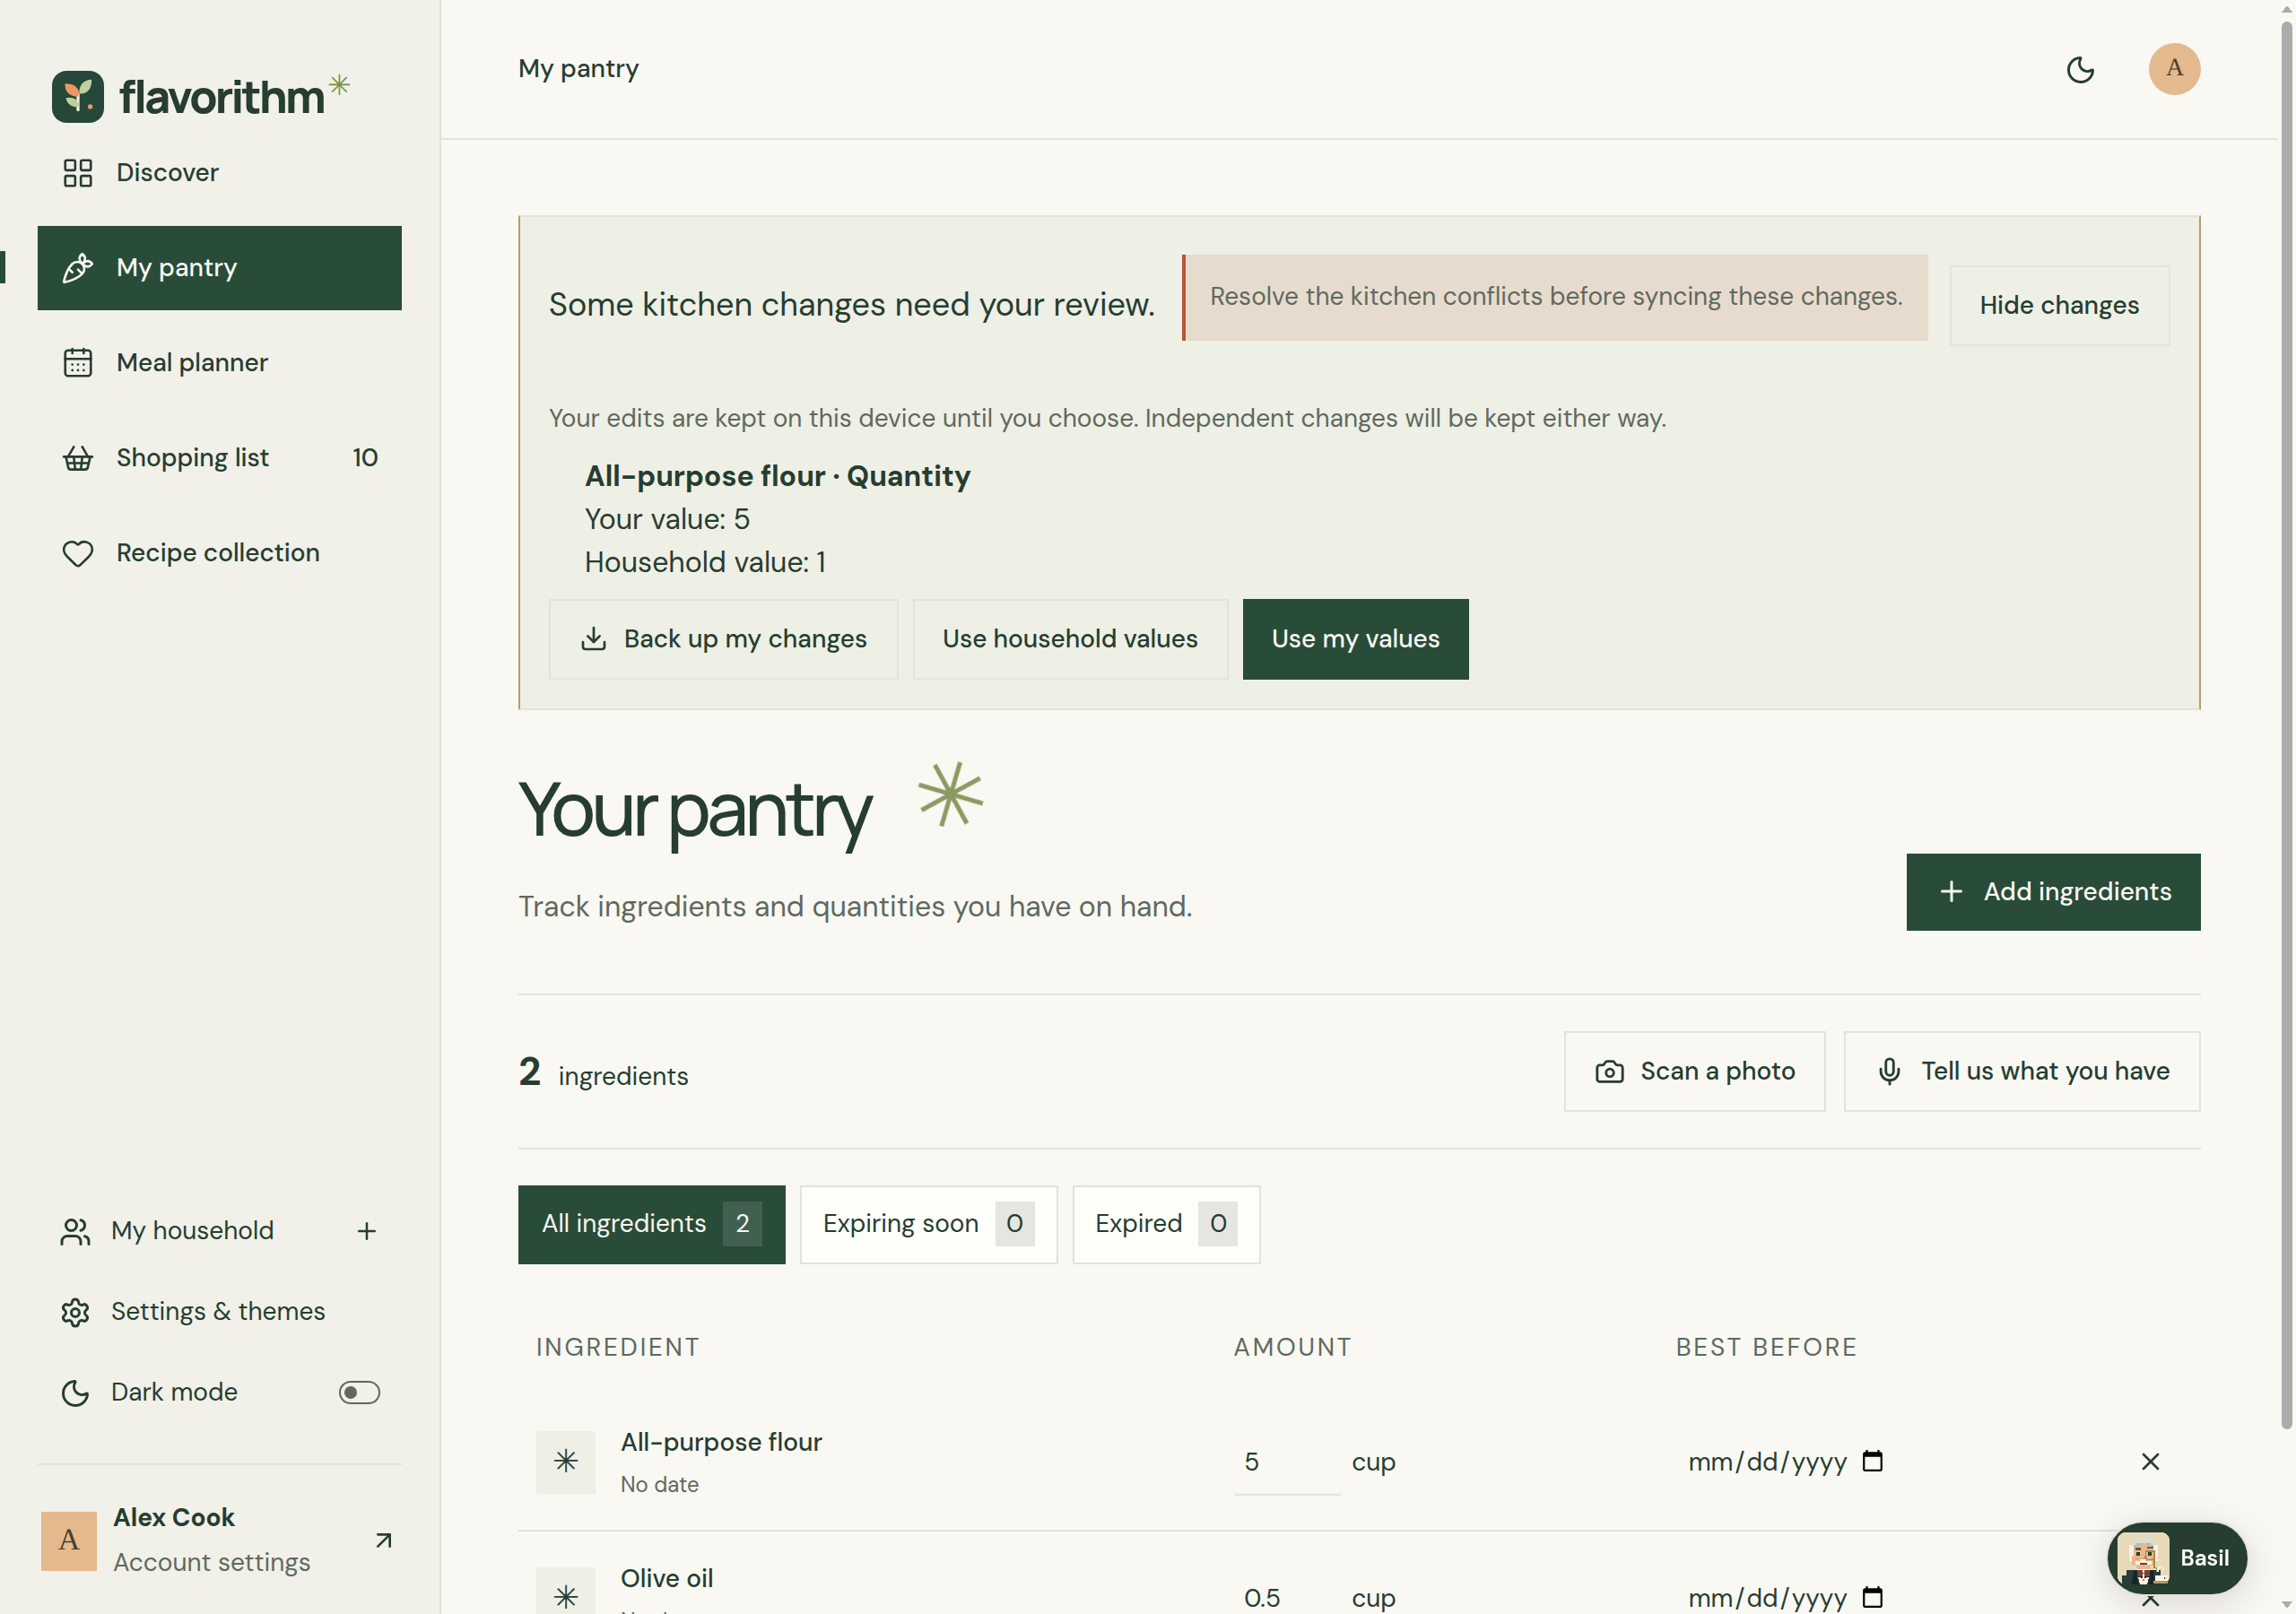 flavorithm
Discover
My pantry
Meal planner
Shopping list 10
Recipe collection
My household
Settings & themes
Dark mode
A
Alex Cook
Account settings
My pantry
A
Some kitchen changes need your review.
Resolve the kitchen conflicts before syncing these changes.
Hide changes
Your edits are kept on this device until you choose. Independent changes will be kept either way.
All-purpose flour · Quantity
Your value: 5
Household value: 1
Back up my changes
Use household values
Use my values
Your pantry
Track ingredients and quantities you have on hand.
Add ingredients
2 ingredients
Scan a photo
Tell us what you have
All ingredients 2
Expiring soon 0
Expired 0
INGREDIENT AMOUNT BEST BEFORE
All-purpose flour
No date
5 cup mm/dd/yyyy
Olive oil
0.5 cup mm/dd/yyyy
Basil